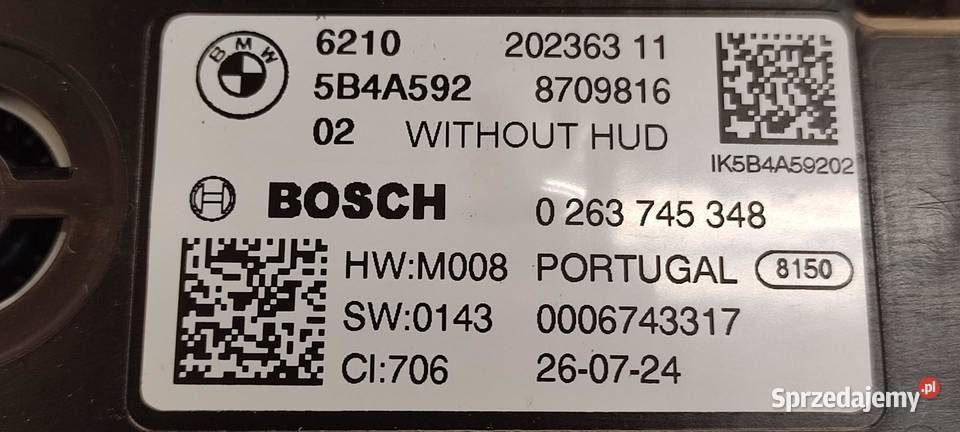 BMW
6210 202363 11
5B4A592 8709816
02 WITHOUT HUD
IK5B4A59202
BOSCH 0 263 745 348
HW:M008 PORTUGAL 8150
SW:0143 0006743317
CI:706 26-07-24
Sprzedajemy.pl